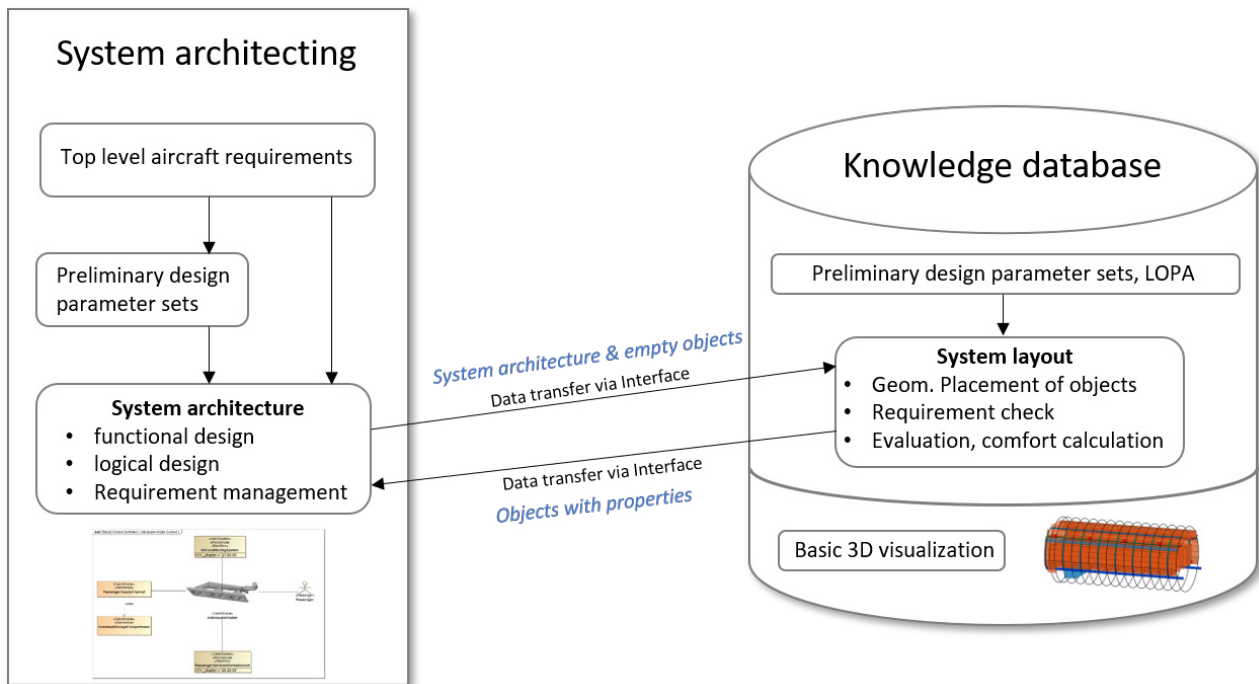 System architecting
Top level aircraft requirements
Preliminary design
parameter sets
System architecture
• functional design
• logical design
• Requirement management
System architecture & empty objects
Data transfer via Interface
Data transfer via Interface
Objects with properties
Knowledge database
Preliminary design parameter sets, LOPA
System layout
• Geom. Placement of objects
• Requirement check
• Evaluation, comfort calculation
Basic 3D visualization